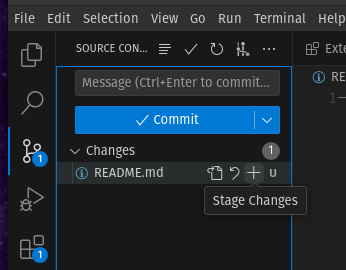 File Edit Selection View Go Run Terminal Help
SOURCE CON...
Message (Ctrl+Enter to commit...
Commit
Changes 1
README.md U
Stage Changes
Exte
RE
1
1
1